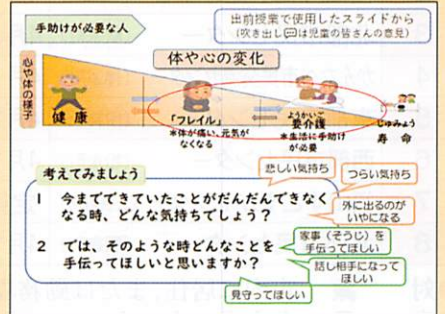 手助けが必要な人
出前授業で使用したスライドから
(吹き出し💬は児童の皆さんの意見)
体や心の変化
心や体の様子
健康
「フレイル」
*体が痛い、元気が
なくなる
ようかいご
要介護
*生活に手助け
が必要
じゅみょう
寿命
考えてみましょう
悲しい気持ち
つらい気持ち
1 今までできていたことがだんだんできなく
なる時、どんな気持ちでしょう?
外に出るのが
いやになる
2 では、そのような時どんなことを
手伝ってほしいと思いますか?
家事(そうじ)を
手伝ってほしい
話し相手になって
ほしい
見守ってほしい